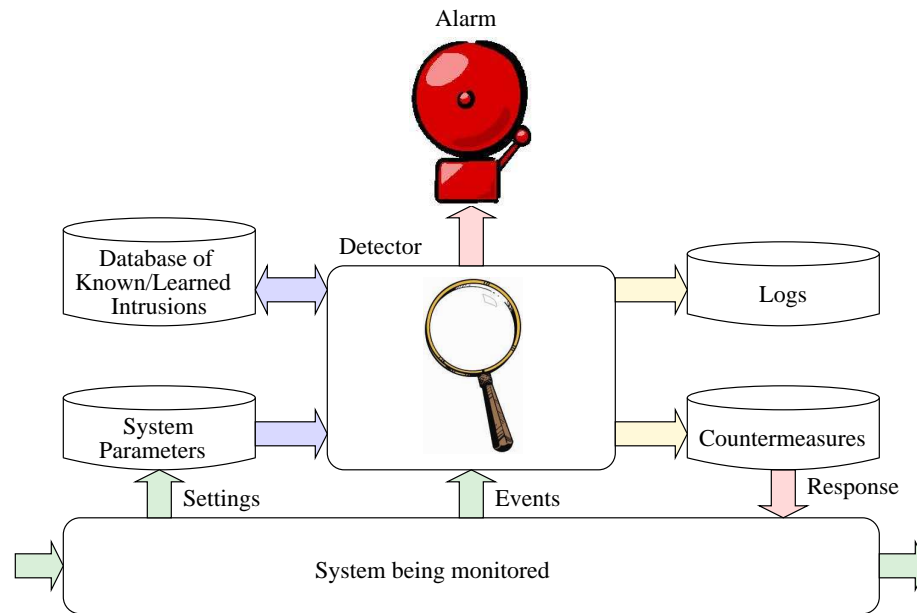 Alarm
Detector
Database of
Known/Learned
Intrusions
Logs
System
Parameters
Countermeasures
Settings
Events
Response
System being monitored